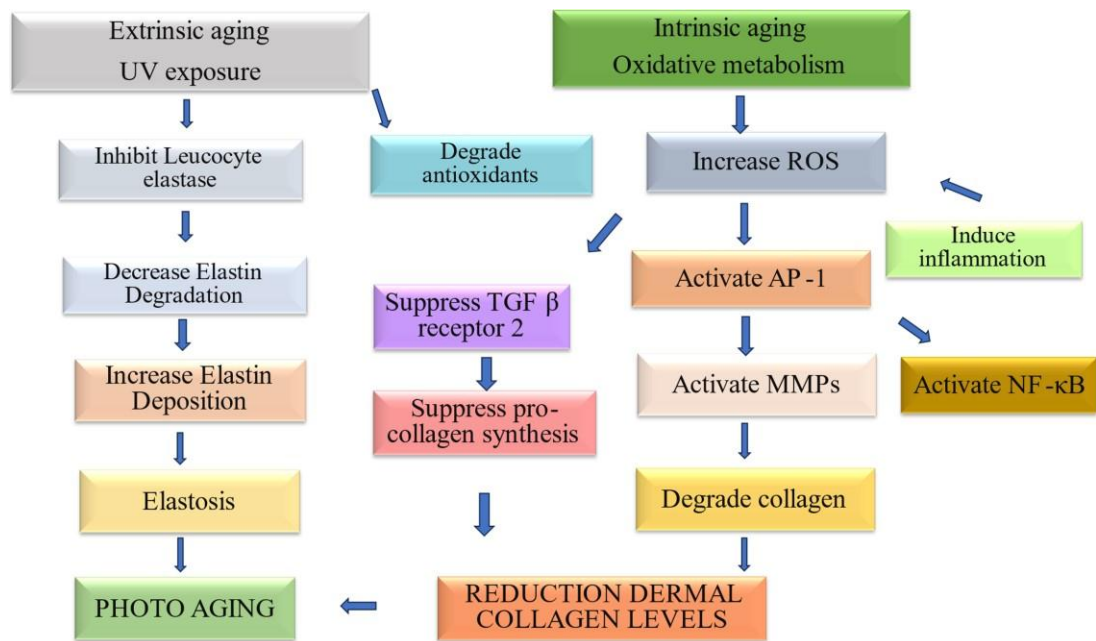 Extrinsic aging
UV exposure
Intrinsic aging
Oxidative metabolism
Inhibit Leucocyte
elastase
Degrade
antioxidants
Increase ROS
Induce
inflammation
Decrease Elastin
Degradation
Suppress TGF β
receptor 2
Activate AP-1
Increase Elastin
Deposition
Suppress pro-
collagen synthesis
Activate MMPs
Activate NF-κB
Elastosis
Degrade collagen
PHOTO AGING
REDUCTION DERMAL
COLLAGEN LEVELS